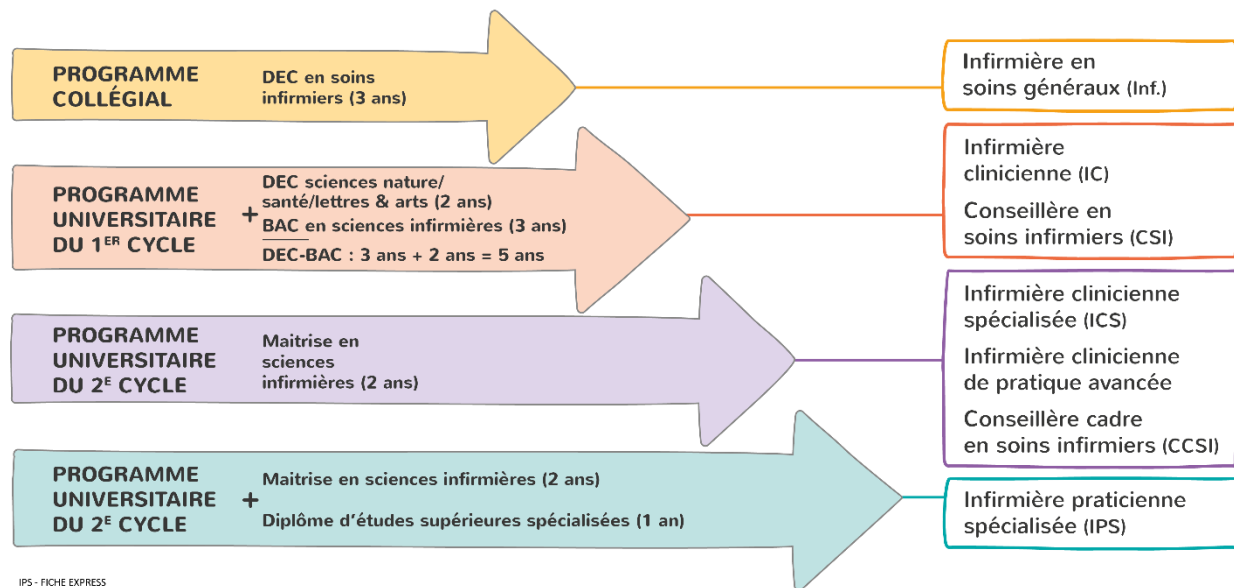 PROGRAMME
COLLÉGIAL
DEC en soins
infirmiers (3 ans)
Infirmière en
soins généraux (Inf.)
PROGRAMME
UNIVERSITAIRE
DU 1ER CYCLE
+
DEC sciences nature/
santé/lettres & arts (2 ans)
BAC en sciences infirmières (3 ans)
DEC-BAC : 3 ans + 2 ans = 5 ans
Infirmière
clinicienne (IC)
Conseillère en
soins infirmiers (CSI)
PROGRAMME
UNIVERSITAIRE
DU 2E CYCLE
Maitrise en
sciences
infirmières (2 ans)
Infirmière clinicienne
spécialisée (ICS)
Infirmière clinicienne
de pratique avancée
Conseillère cadre
en soins infirmiers (CCSI)
PROGRAMME
UNIVERSITAIRE
DU 2E CYCLE
+
Maitrise en sciences infirmières (2 ans)
Diplôme d'études supérieures spécialisées (1 an)
Infirmière praticienne
spécialisée (IPS)
IPS - FICHE EXPRESS